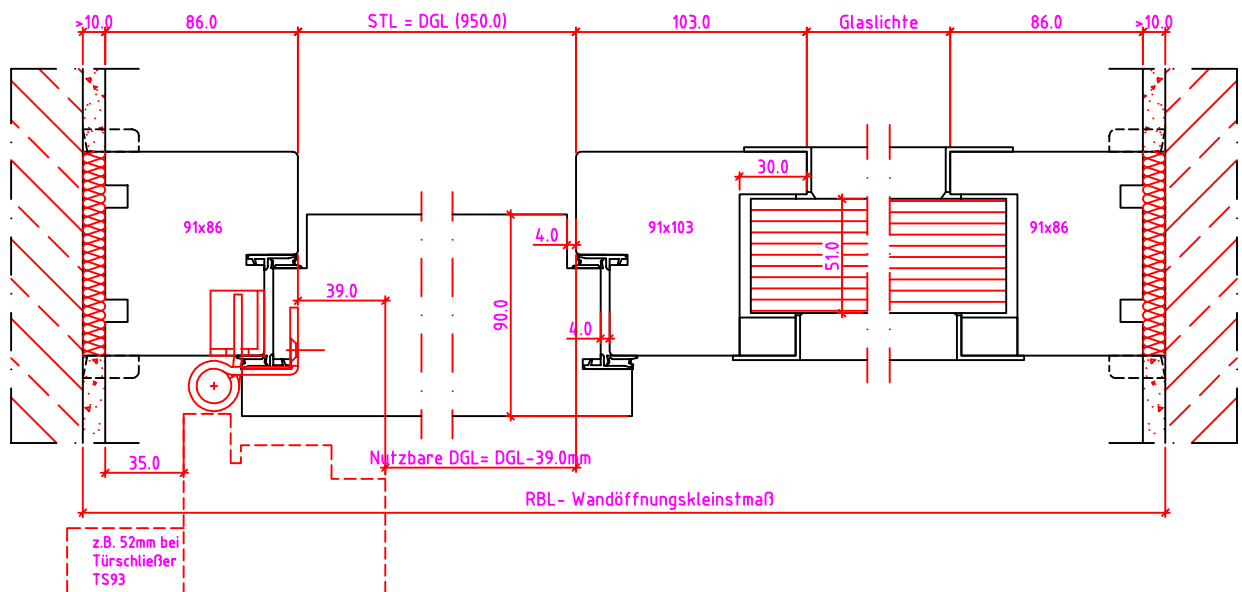 >10.0
86.0
STL = DGL (950.0)
103.0
Glaslichte
86.0
>10.0
30.0
91x86
4.0
91x103
91x86
51.0
39.0
90.0
4.0
Nutzbare DGL= DGL-39.0mm
35.0
RBL- Wandöffnungskleinstmaß
z.B. 52mm bei
Türschließer
TS93